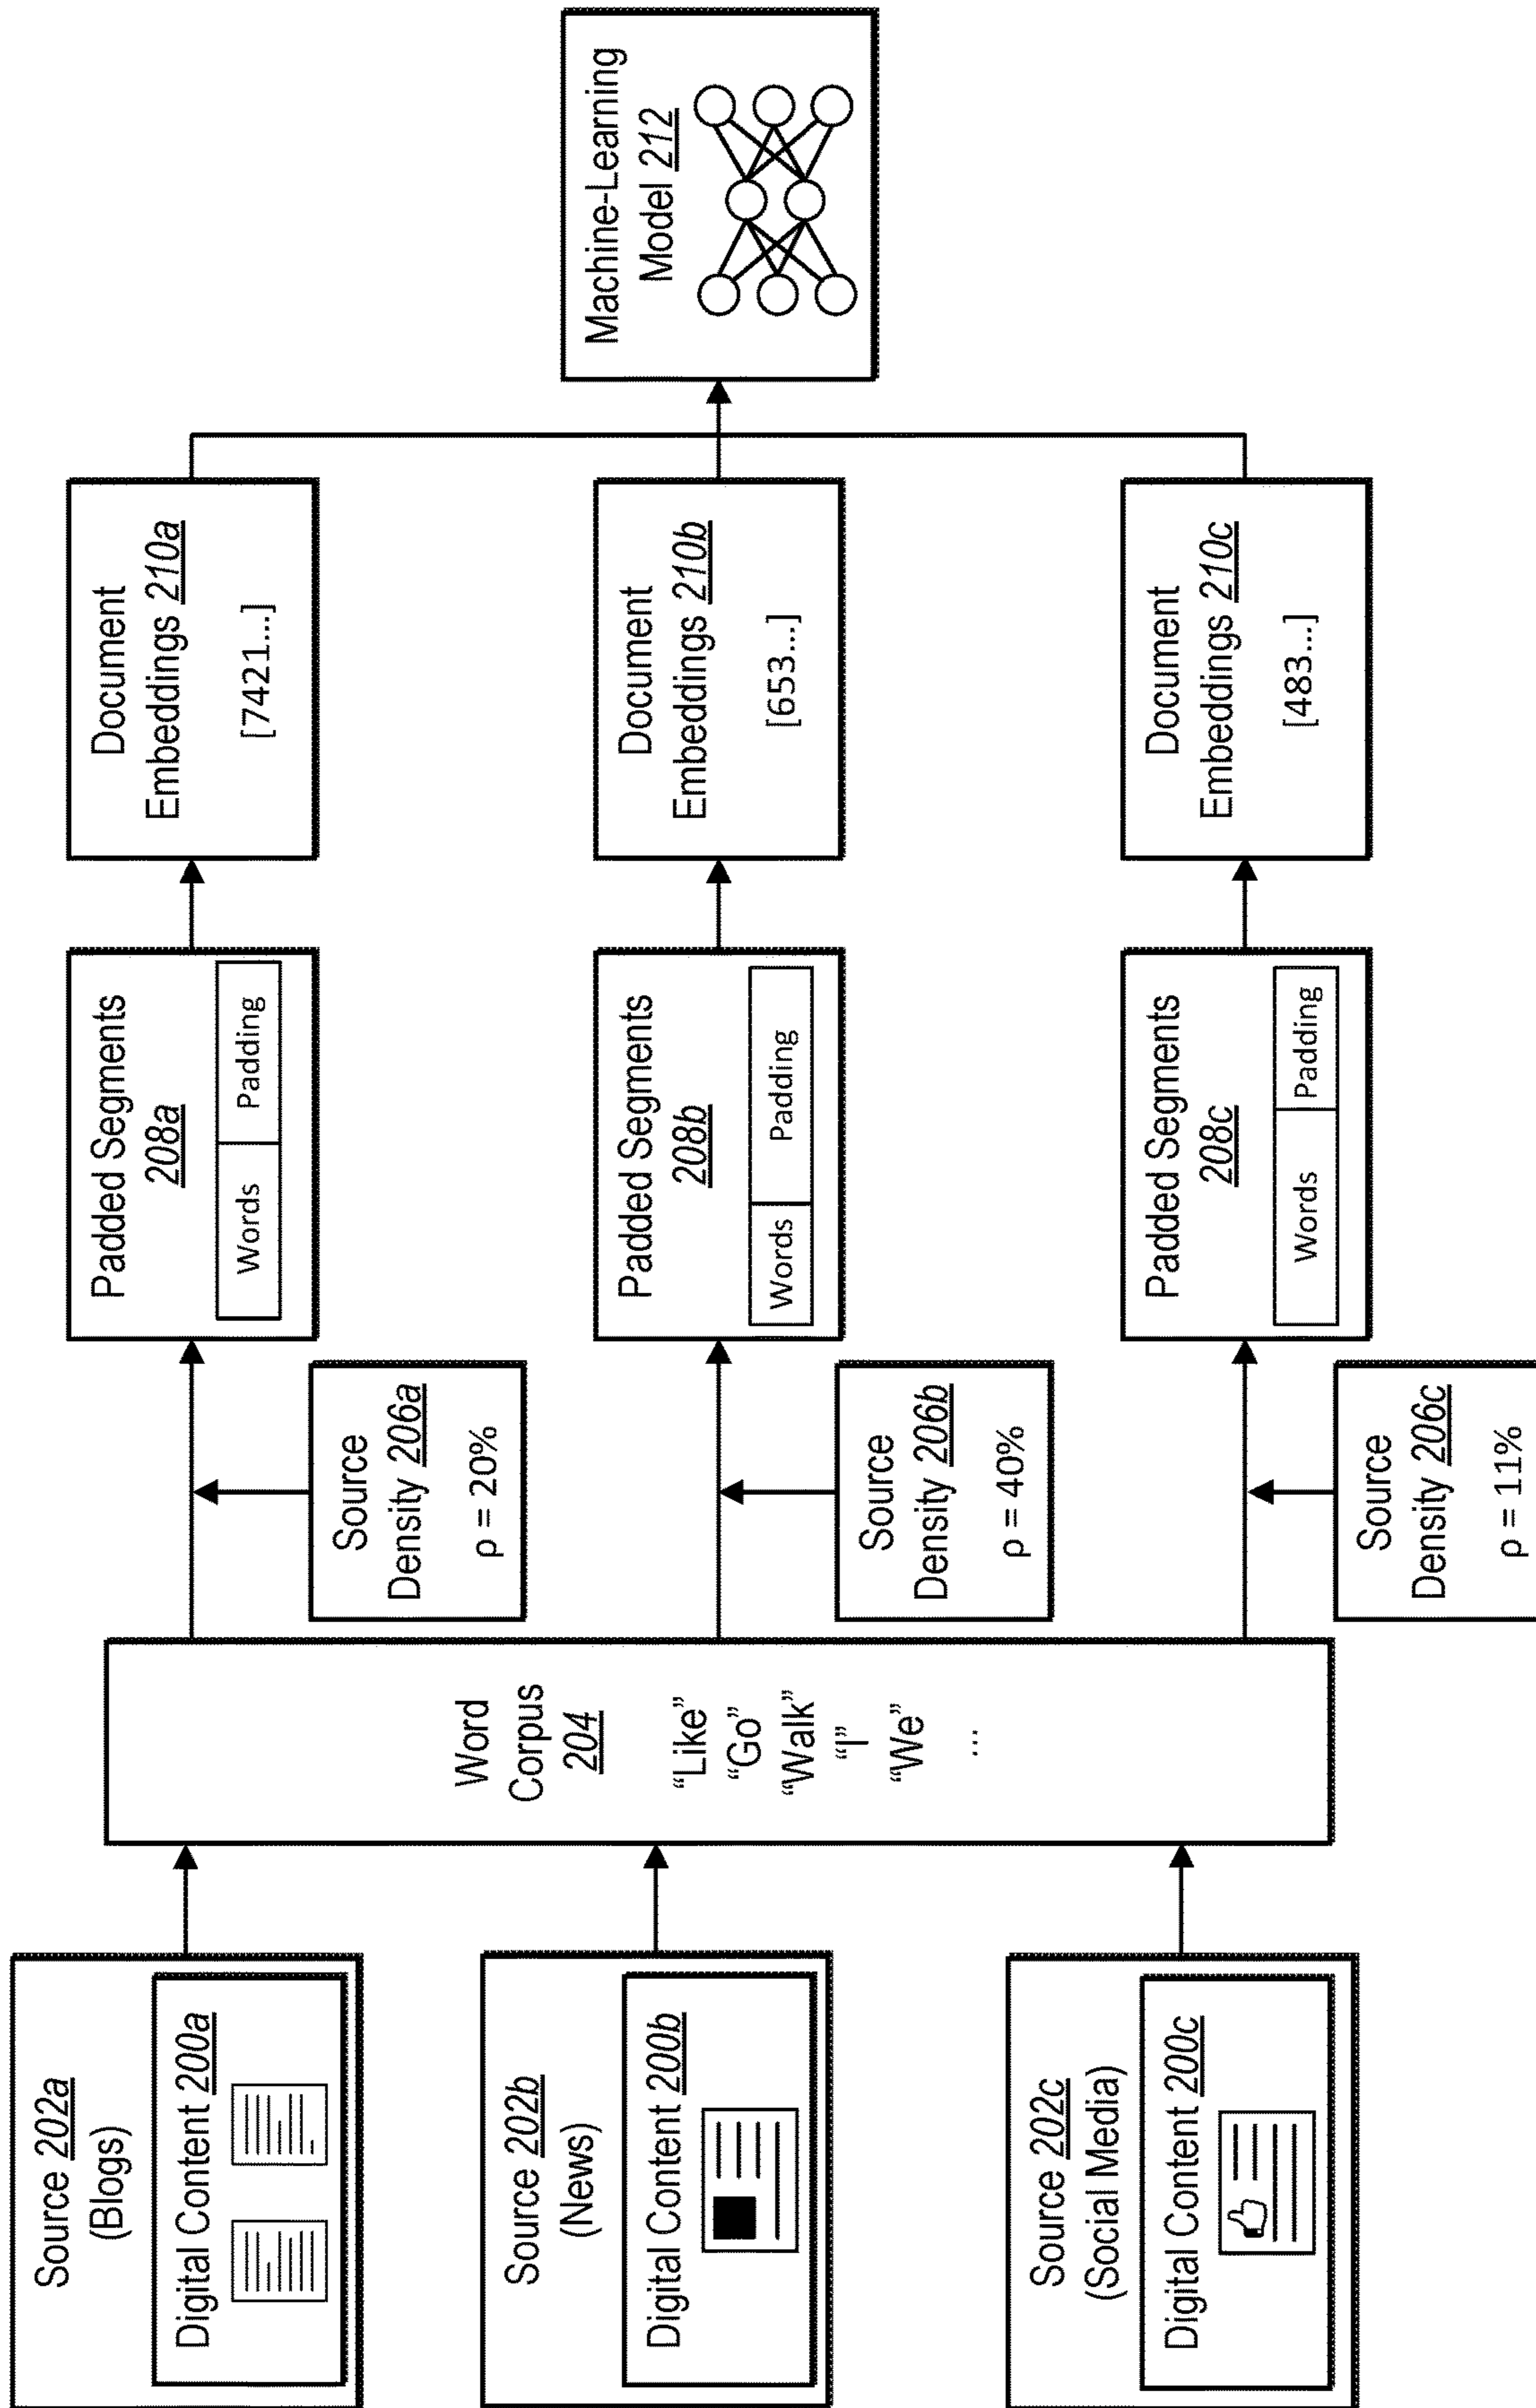 Source 202a
(Blogs)
Digital Content 200a
Source 202b
(News)
Digital Content 200b
Source 202c
(Social Media)
Digital Content 200c
Word
Corpus
204
“Like”
“Go”
“Walk”
“I”
“We”
...
Source
Density 206a
ρ = 20%
Source
Density 206b
ρ = 40%
Source
Density 206c
ρ = 11%
Padded Segments
208a
Words Padding
Padded Segments
208b
Words Padding
Padded Segments
208c
Words Padding
Document
Embeddings 210a
[7421...]
Document
Embeddings 210b
[653...]
Document
Embeddings 210c
[483...]
Machine-Learning
Model 212